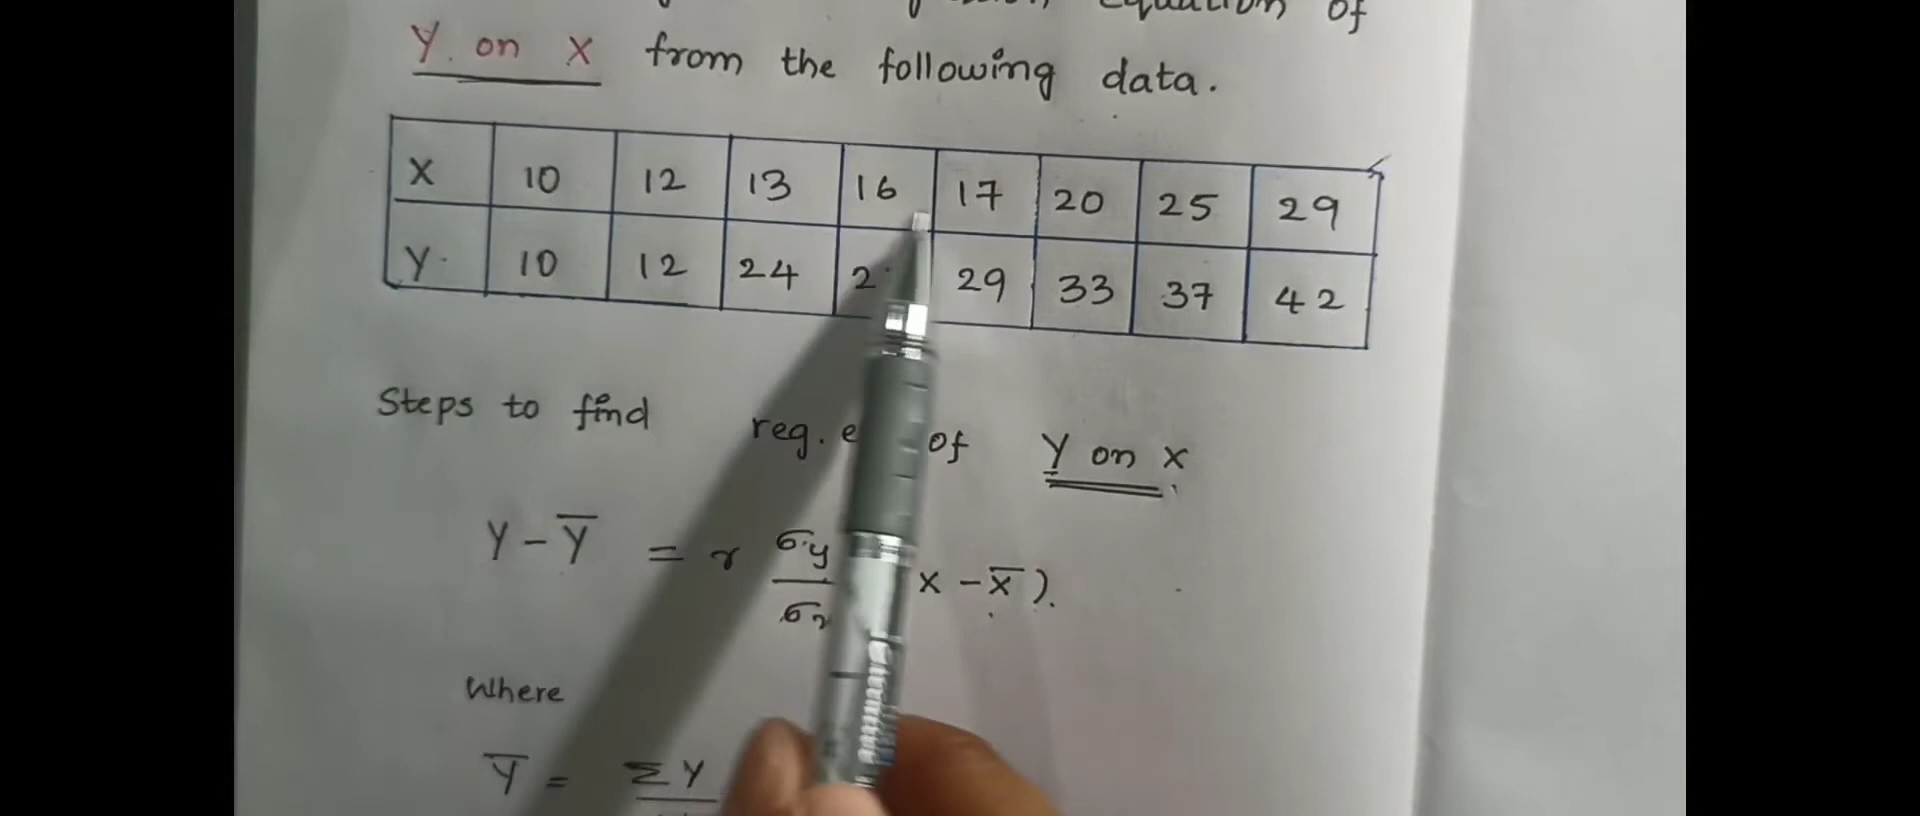 equation of
Y on X from the following data.
X 10 12 13 16 17 20 25 29
Y 10 12 24 29 33 37 42
Steps to find reg. of Y on x
Y - Y̅ = r σy x - x̅ ).
σx
Where
Y̅ = ΣY